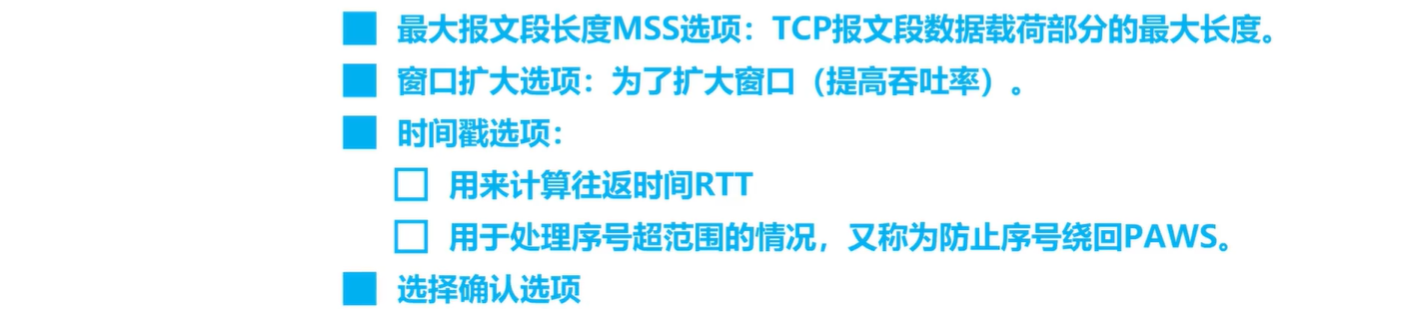 最大报文段长度MSS选项：TCP报文段数据载荷部分的最大长度。
窗口扩大选项：为了扩大窗口（提高吞吐率）。
时间戳选项：
用来计算往返时间RTT
用于处理序号超范围的情况，又称为防止序号绕回PAWS。
选择确认选项